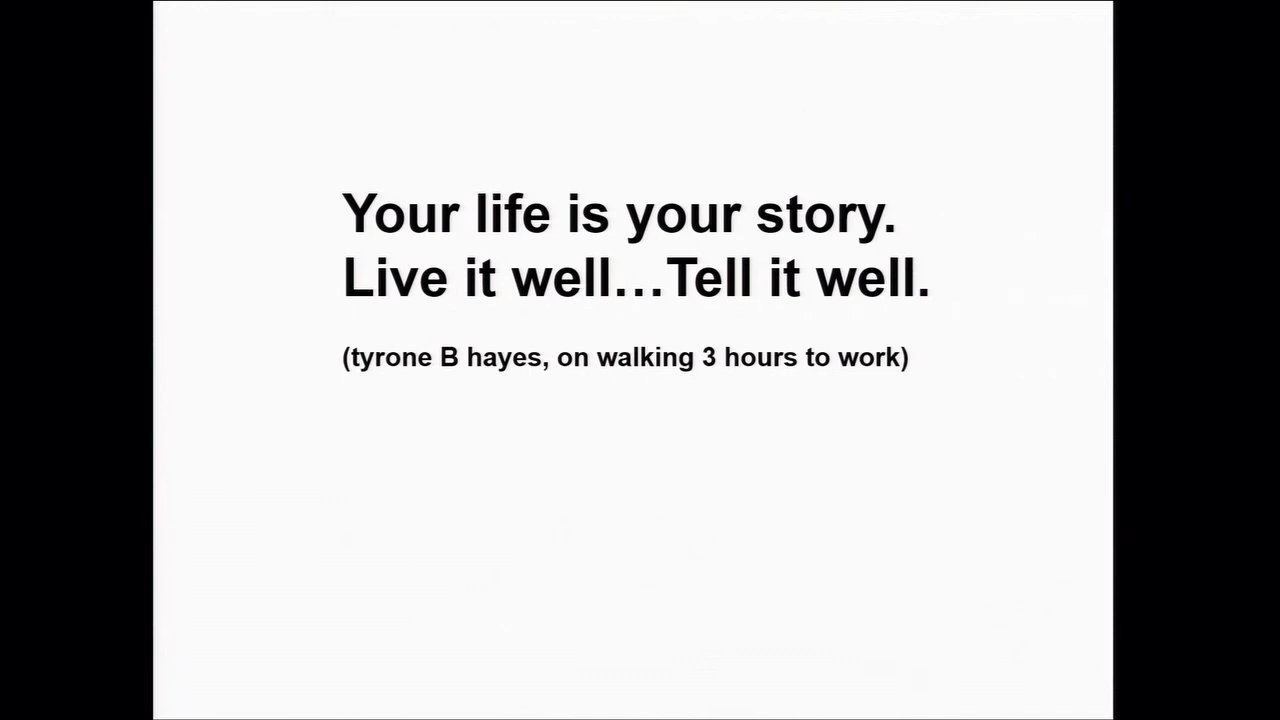 Your life is your story.
Live it well…Tell it well.
(tyrone B hayes, on walking 3 hours to work)